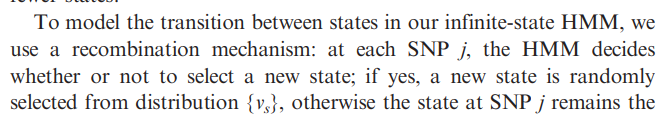 To model the transition between states in our infinite-state HMM, we
use a recombination mechanism: at each SNP j, the HMM decides
whether or not to select a new state; if yes, a new state is randomly
selected from distribution {vₛ}, otherwise the state at SNP j remains the